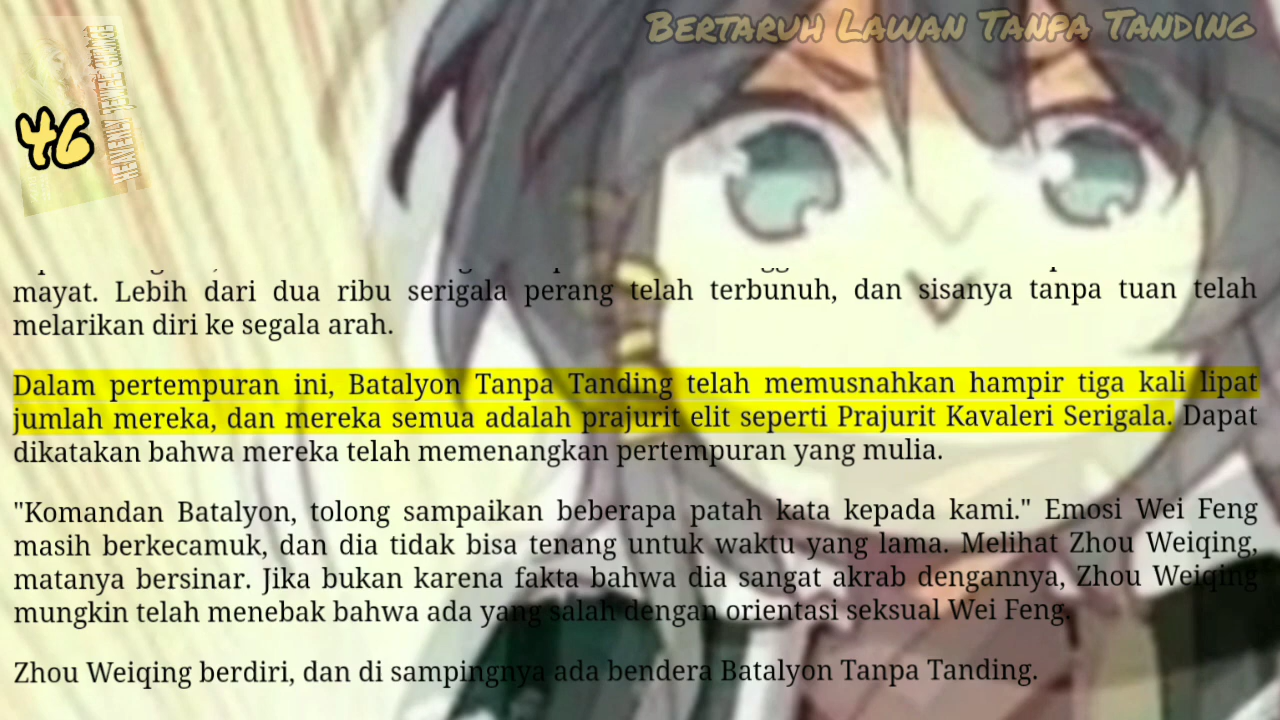 Bertaruh Lawan Tanpa Tanding
46
HEAVENLY JEWEL CHANGE
mayat. Lebih dari dua ribu serigala perang telah terbunuh, dan sisanya tanpa tuan telah
melarikan diri ke segala arah.
Dalam pertempuran ini, Batalyon Tanpa Tanding telah memusnahkan hampir tiga kali lipat
jumlah mereka, dan mereka semua adalah prajurit elit seperti Prajurit Kavaleri Serigala. Dapat
dikatakan bahwa mereka telah memenangkan pertempuran yang mulia.
"Komandan Batalyon, tolong sampaikan beberapa patah kata kepada kami." Emosi Wei Feng
masih berkecamuk, dan dia tidak bisa tenang untuk waktu yang lama. Melihat Zhou Weiqing,
matanya bersinar. Jika bukan karena fakta bahwa dia sangat akrab dengannya, Zhou Weiqing
mungkin telah menebak bahwa ada yang salah dengan orientasi seksual Wei Feng.
Zhou Weiqing berdiri, dan di sampingnya ada bendera Batalyon Tanpa Tanding.